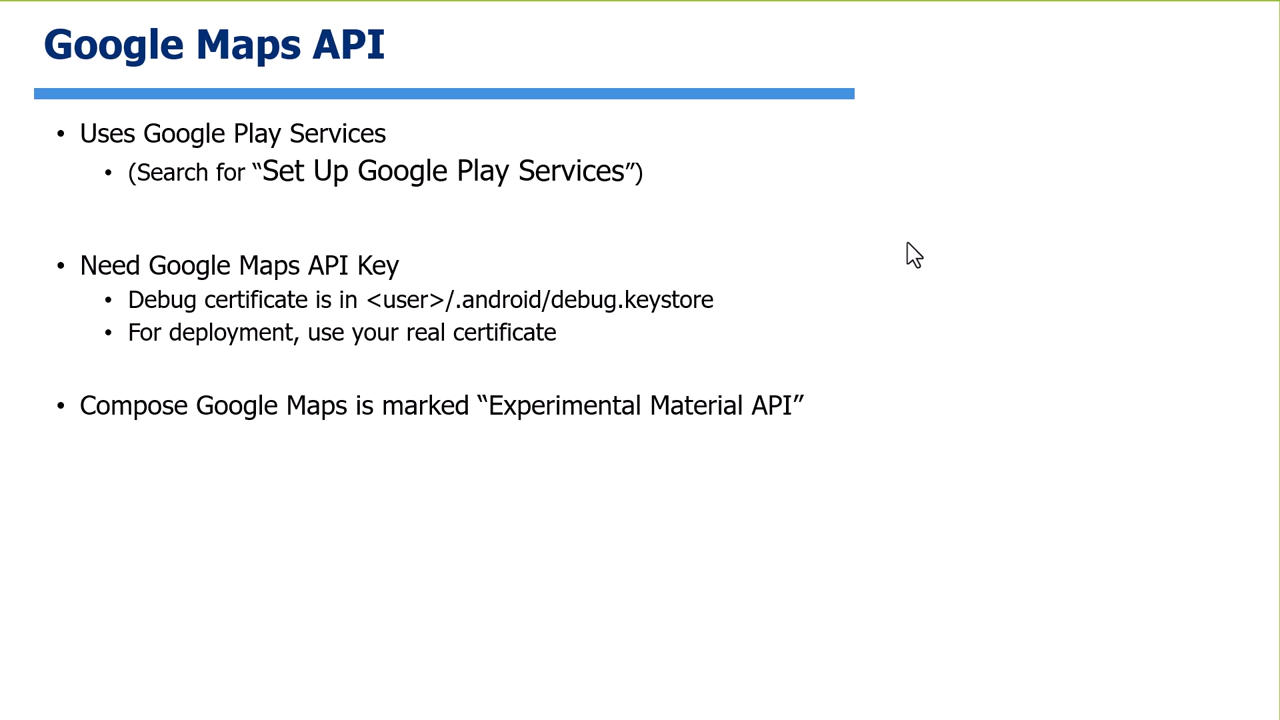 Google Maps API
• Uses Google Play Services
• (Search for “Set Up Google Play Services”)
• Need Google Maps API Key
• Debug certificate is in <user>/.android/debug.keystore
• For deployment, use your real certificate
• Compose Google Maps is marked “Experimental Material API”